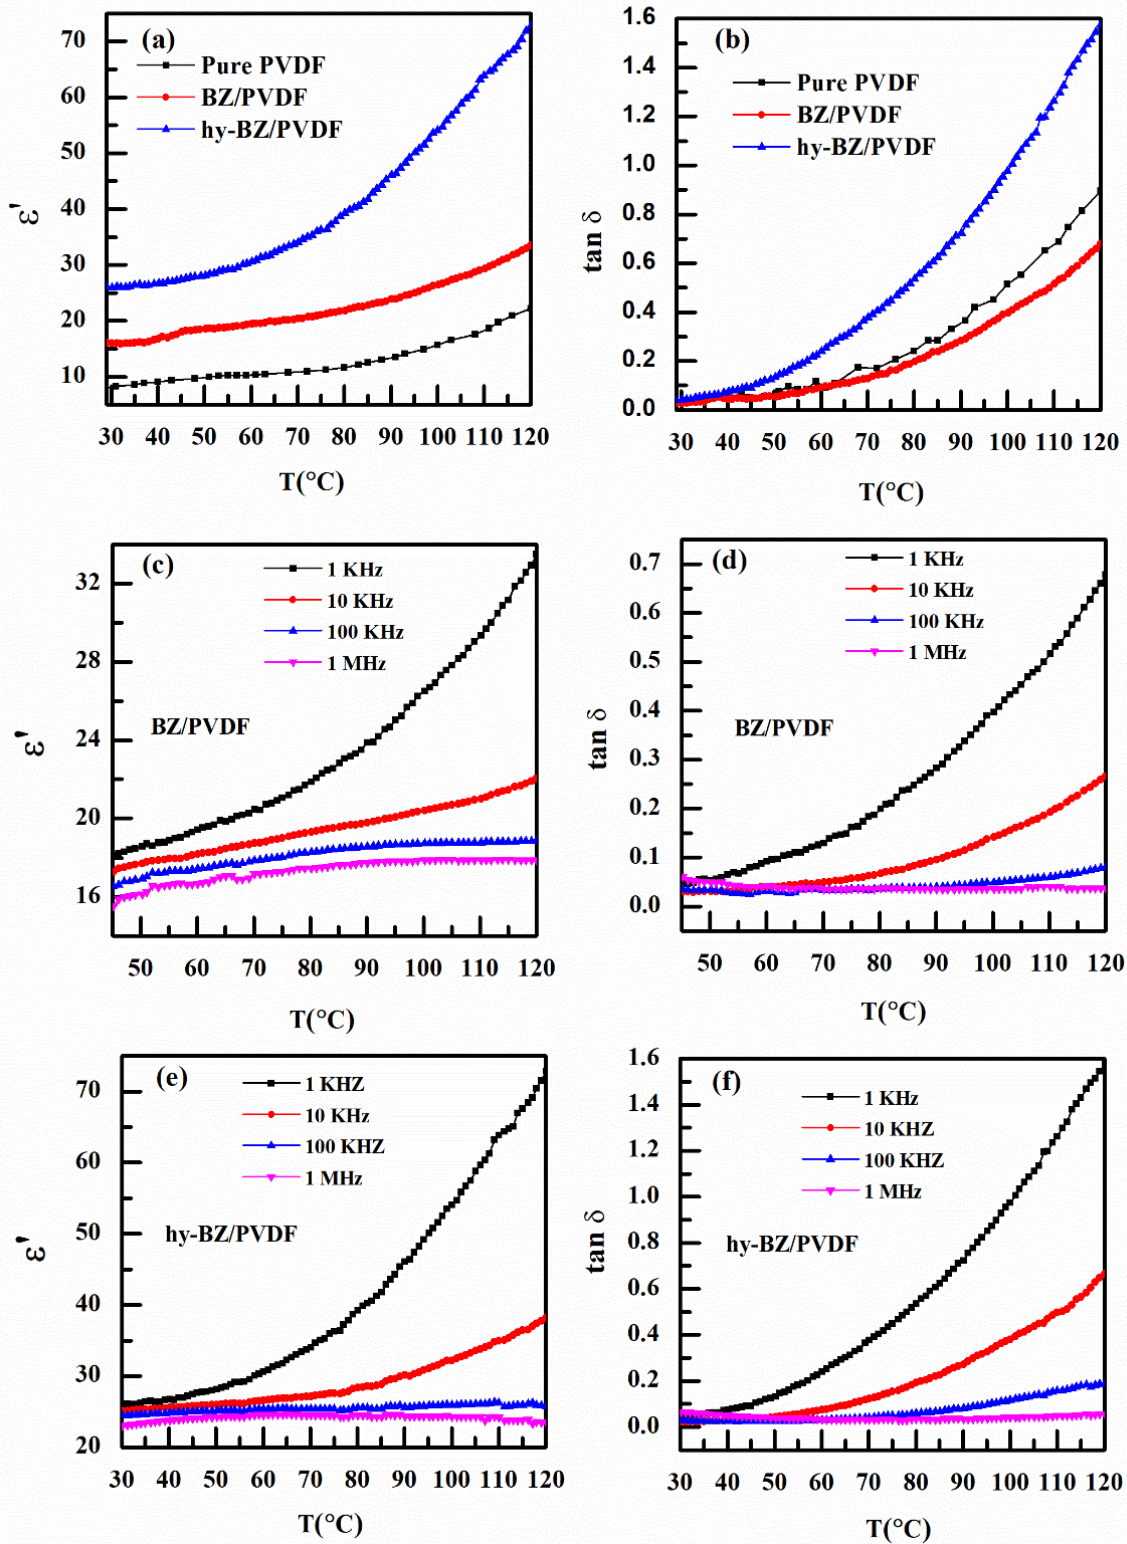 (a)
Pure PVDF
BZ/PVDF
hy-BZ/PVDF
70
60
50
40
30
20
10
ε'
30 40 50 60 70 80 90 100 110 120
T(°C)
(b)
Pure PVDF
BZ/PVDF
hy-BZ/PVDF
1.6
1.4
1.2
1.0
0.8
0.6
0.4
0.2
0.0
tan δ
30 40 50 60 70 80 90 100 110 120
T(°C)
(c)
1 KHz
10 KHz
100 KHz
1 MHz
BZ/PVDF
32
28
24
20
16
ε'
50 60 70 80 90 100 110 120
T(°C)
(d)
1 KHz
10 KHz
100 KHz
1 MHz
BZ/PVDF
0.7
0.6
0.5
0.4
0.3
0.2
0.1
0.0
tan δ
50 60 70 80 90 100 110 120
T(°C)
(e)
1 KHZ
10 KHz
100 KHZ
1 MHz
hy-BZ/PVDF
70
60
50
40
30
20
ε'
30 40 50 60 70 80 90 100 110 120
T(°C)
(f)
1 KHz
10 KHZ
100 KHZ
1 MHz
hy-BZ/PVDF
1.6
1.4
1.2
1.0
0.8
0.6
0.4
0.2
0.0
tan δ
30 40 50 60 70 80 90 100 110 120
T(°C)